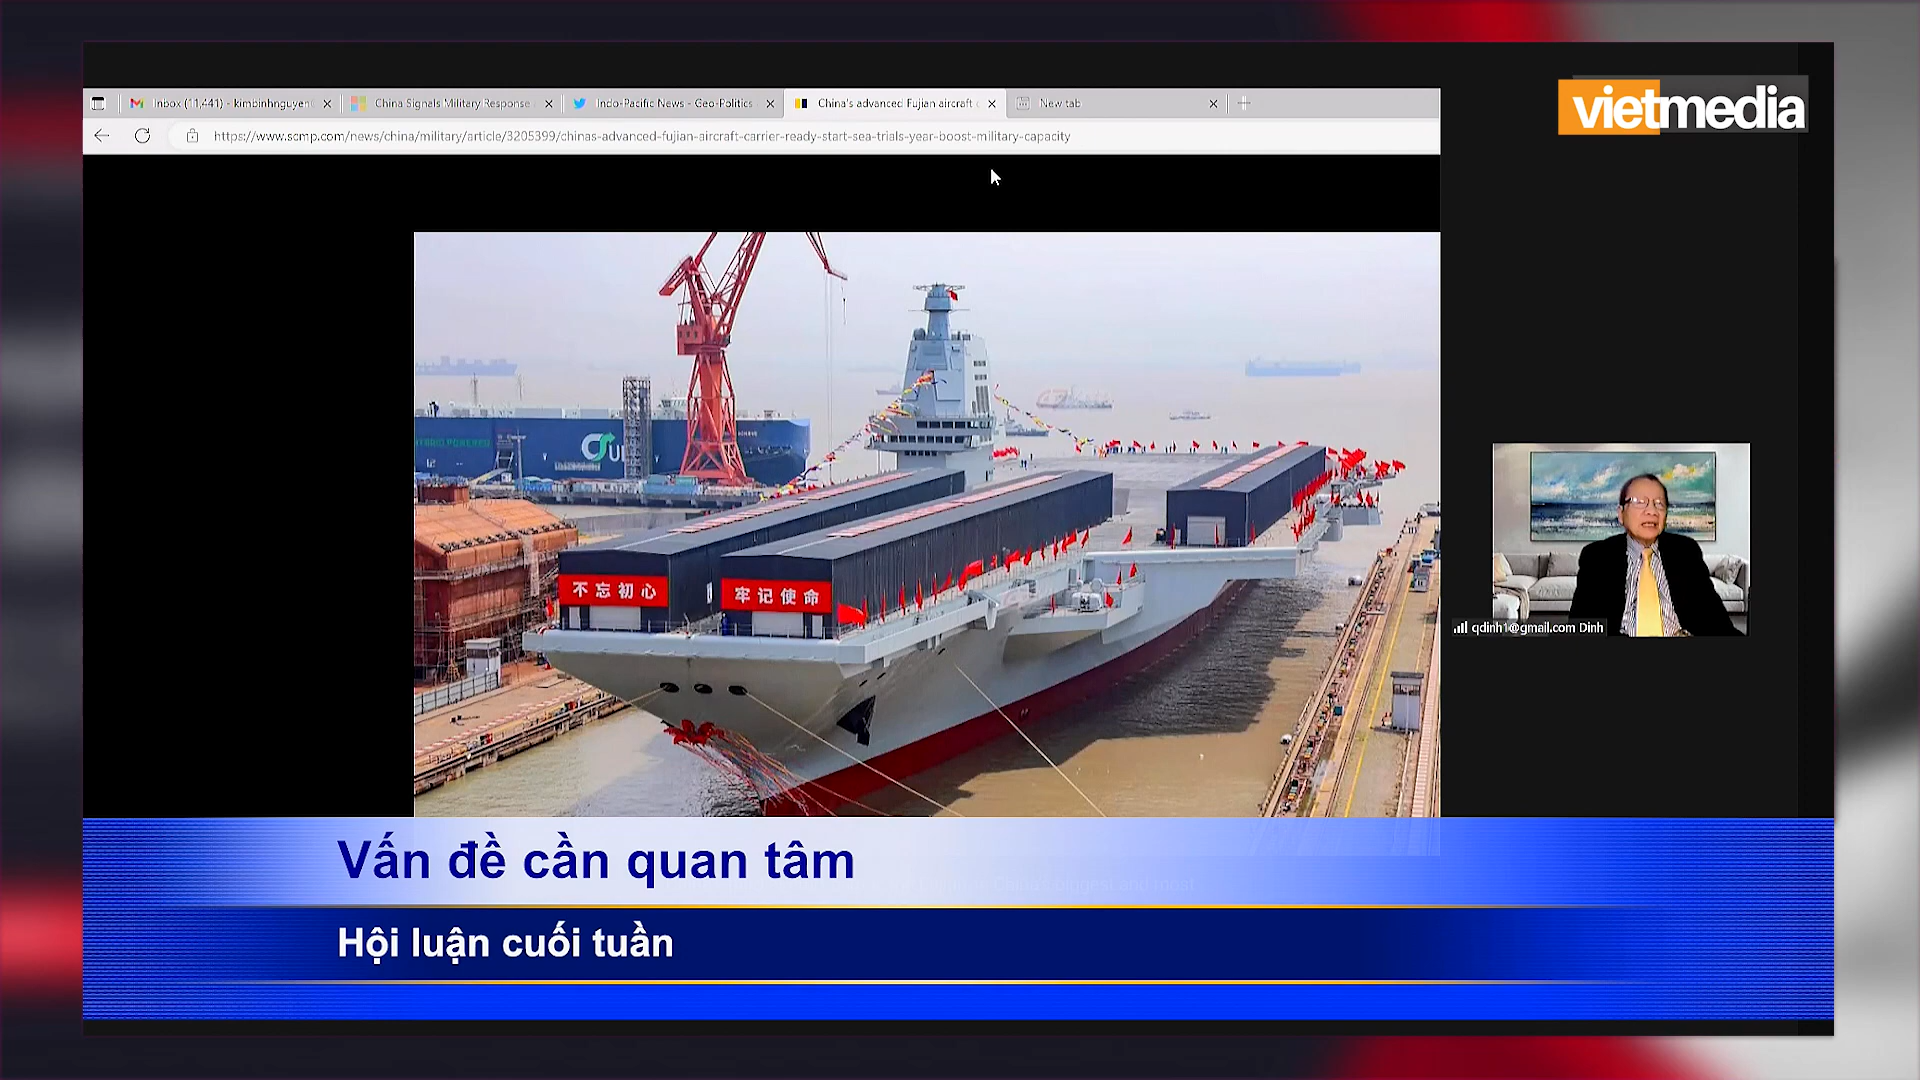 Inbox (11,441) - kimbinhnguyen
China Signals Military Response
Indo-Pacific News - Geo-Politics
China's advanced Fujian aircraft c
New tab
https://www.scmp.com/news/china/military/article/3205399/chinas-advanced-fujian-aircraft-carrier-ready-start-sea-trials-year-boost-military-capacity
vietmedia
HYBRID POWERED
不忘初心
牢记使命
qdinh1@gmail.com Dinh
Vấn đề cần quan tâm
Hội luận cuối tuần